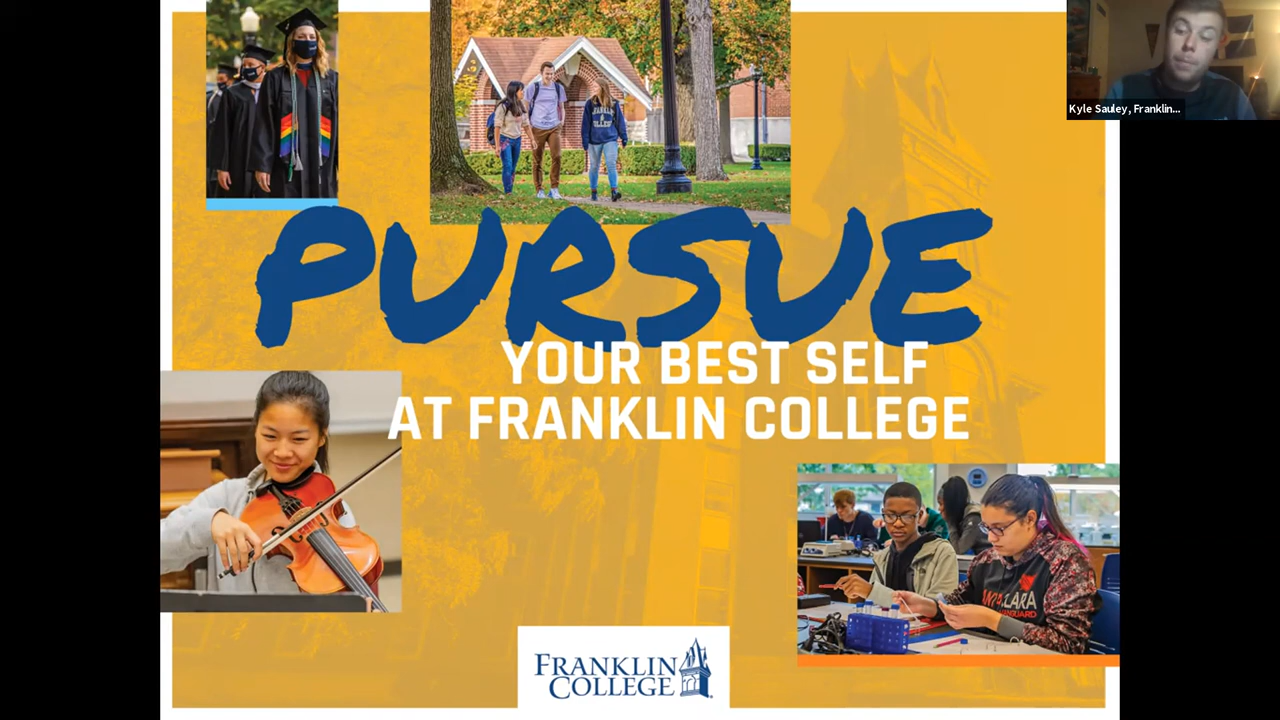 Kyle Sauley, Franklin...
PURSUE
YOUR BEST SELF
AT FRANKLIN COLLEGE
FRANKLIN
COLLEGE